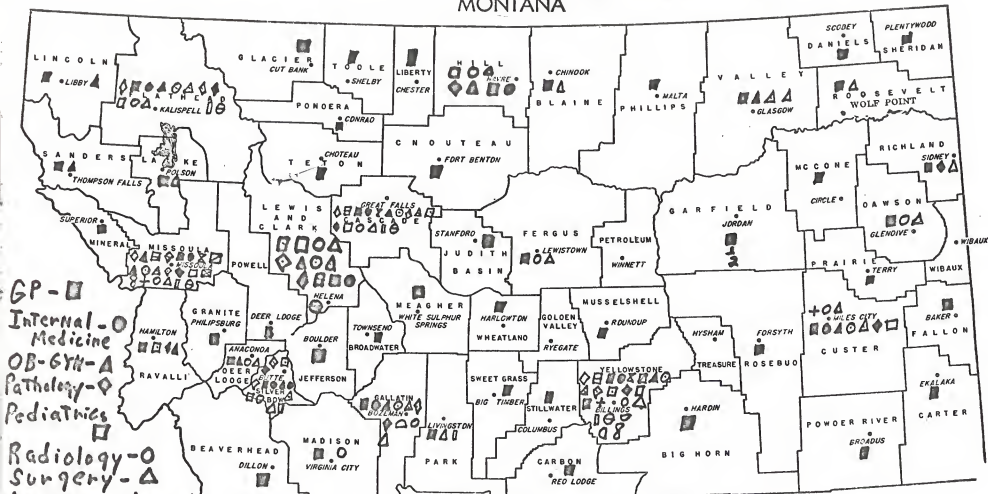 MONTANA
LINCOLN
LIBBY
FLATHEAD
KALISPELL
GLACIER
CUT BANK
TOOLE
SHELBY
LIBERTY
CHESTER
HILL
HAVRE
CHINOOK
BLAINE
MALTA
PHILLIPS
VALLEY
GLASGOW
SCOBEY
DANIELS
PLENTYWOOD
SHERIDAN
ROOSEVELT
WOLF POINT
PONDERA
CONRAD
SANDERS
THOMPSON FALLS
LAKE
POLSON
CHOTEAU
TETON
CHOUTEAU
FORT BENTON
RICHLAND
SIDNEY
MC CONE
CIRCLE
DAWSON
GLENDIVE
WIBAUX
WIBAUX
GARFIELD
JORDAN
2
SUPERIOR
MINERAL
MISSOULA
MISSOULA
POWELL
LEWIS
AND
CLARK
HELENA
GREAT FALLS
CASCADE
STANFORD
JUDITH
BASIN
FERGUS
LEWISTOWN
PETROLEUM
WINNETT
PRAIRIE
TERRY
GP -
Internal -
Medicine
OB-GYN -
Pathology -
Pediatrics
Radiology -
Surgery -
HAMILTON
RAVALLI
GRANITE
PHILIPSBURG
DEER LODGE
ANACONDA
DEER
LODGE
BUTTE
SILVER
BOW
BOULDER
JEFFERSON
TOWNSEND
BROADWATER
MEAGHER
WHITE SULPHUR
SPRINGS
HARLOWTON
WHEATLAND
GOLDEN
VALLEY
RYEGATE
MUSSELSHELL
ROUNDUP
HYSHAM
TREASURE
FORSYTH
ROSEBUD
MILES CITY
CUSTER
BAKER
FALLON
EKALAKA
CARTER
BEAVERHEAD
DILLON
MADISON
VIRGINIA CITY
GALLATIN
BOZEMAN
LIVINGSTON
PARK
SWEET GRASS
BIG TIMBER
STILLWATER
COLUMBUS
YELLOWSTONE
BILLINGS
CARBON
RED LODGE
HARDIN
BIG HORN
POWDER RIVER
BROADUS